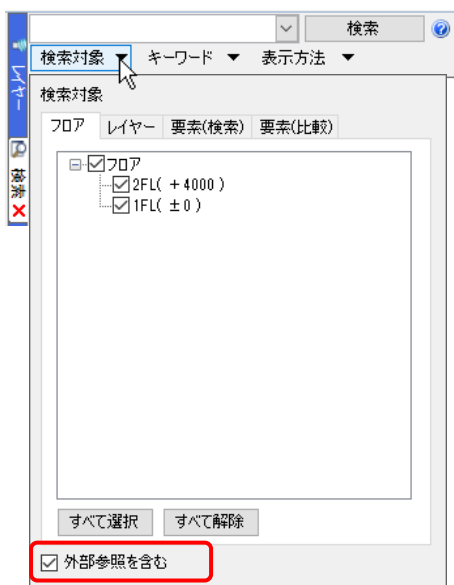 検索
検索対象 ▼ キーワード ▼ 表示方法 ▼
レイヤー
検索
検索対象
フロア レイヤー 要素(検索) 要素(比較)
フロア
2FL( +4000 )
1FL( ±0 )
すべて選択 すべて解除
外部参照を含む